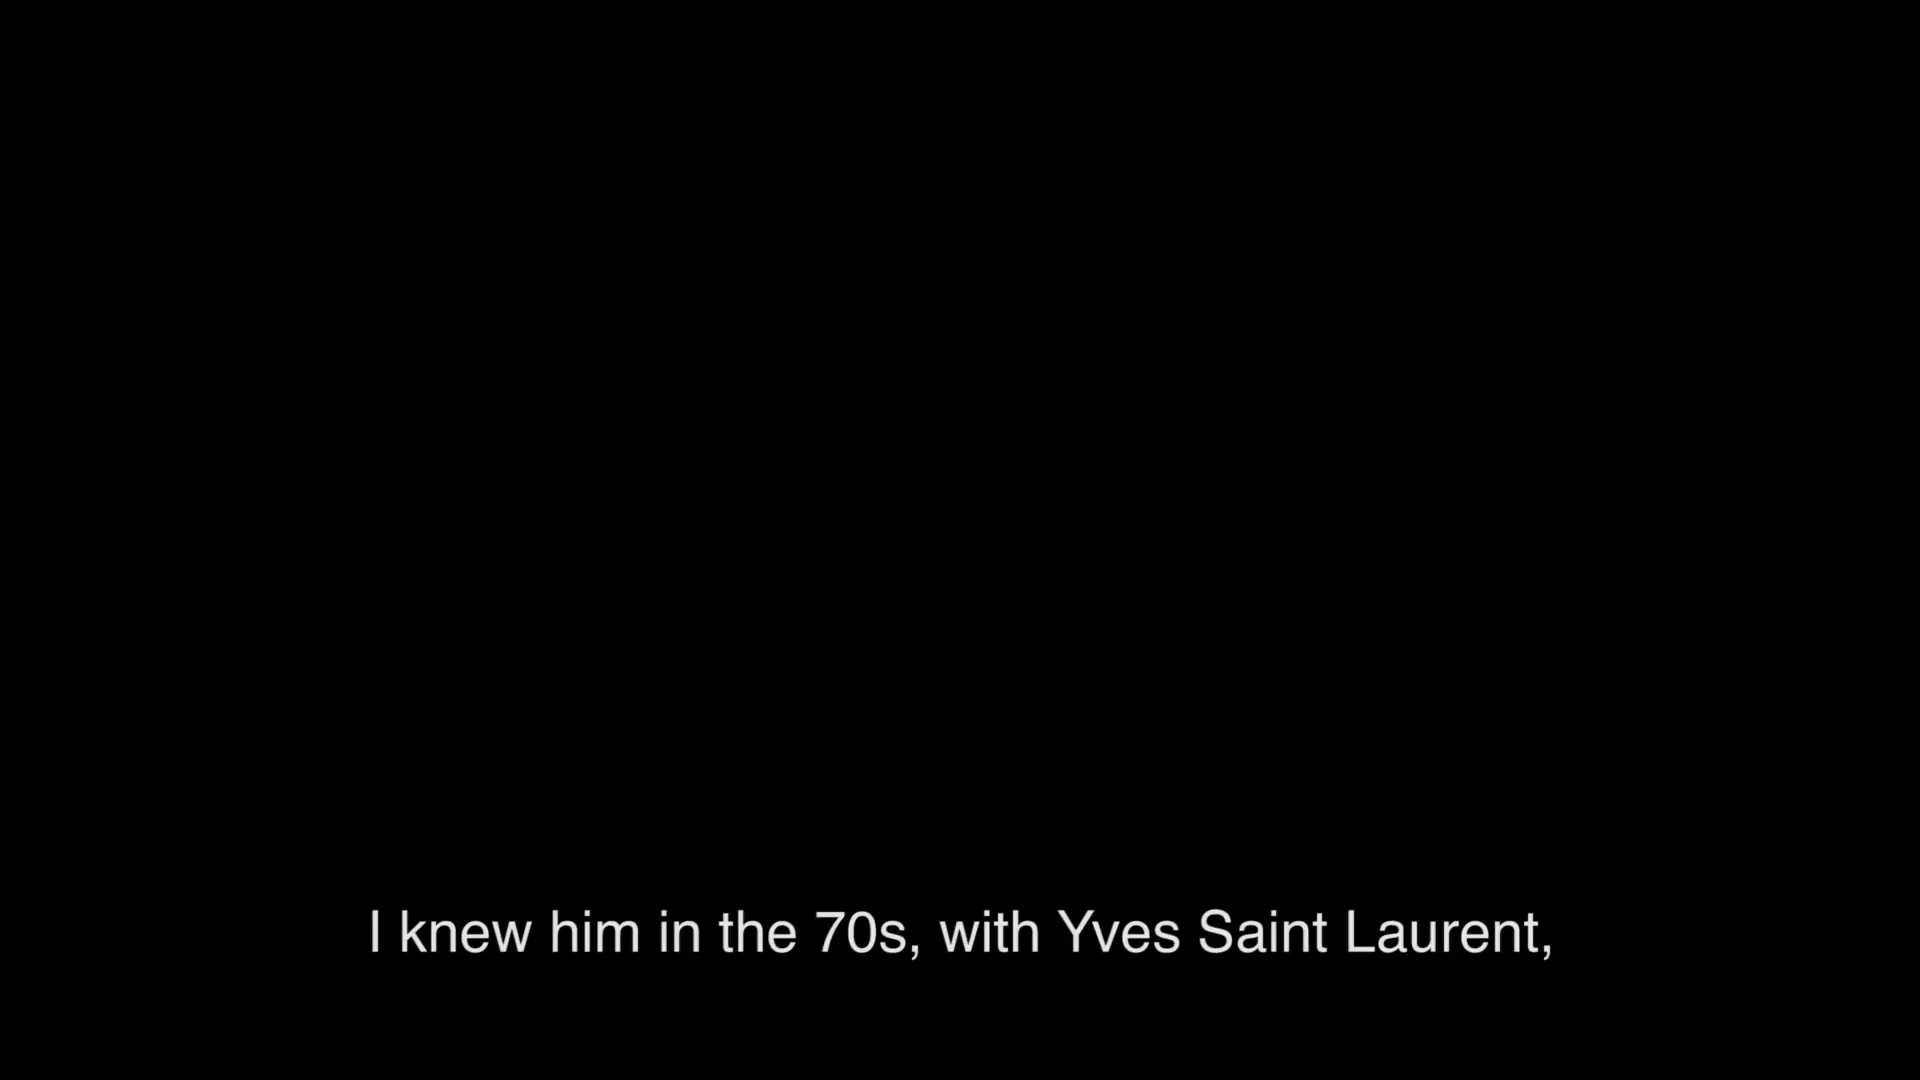 I knew him in the 70s, with Yves Saint Laurent,